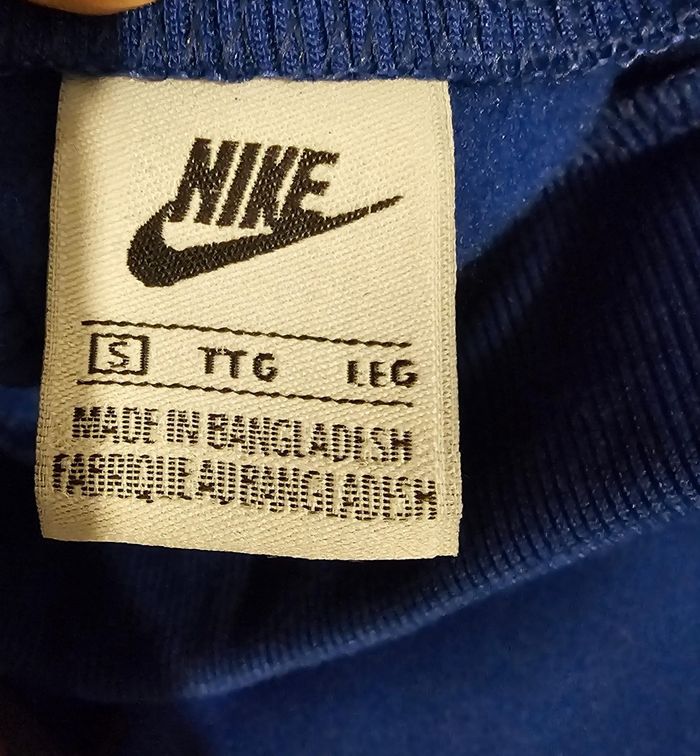 NIKE
S TTG LEG
MADE IN BANGLADESH
FABRIQUE AU BANGLADESH